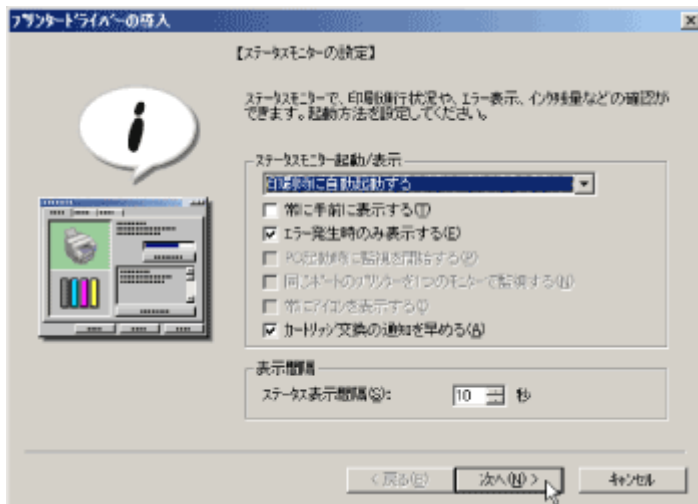 プリンタードライバーの導入
【ステータスモニターの設定】
ステータスモニターで、印刷進行状況や、エラー表示、インク残量などの確認が
できます。起動方法を設定してください。
ステータスモニター起動/表示
印刷時に自動起動する
常に手前に表示する(T)
エラー発生時のみ表示する(E)
PC起動時に監視を開始する(P)
同じポートのプリンターを1つのモニターで監視する(N)
常にアイコンを表示する(I)
カートリッジ交換の通知を早める(A)
表示間隔
ステータス表示間隔(S): 10 秒
< 戻る(B) 次へ(N) > キャンセル